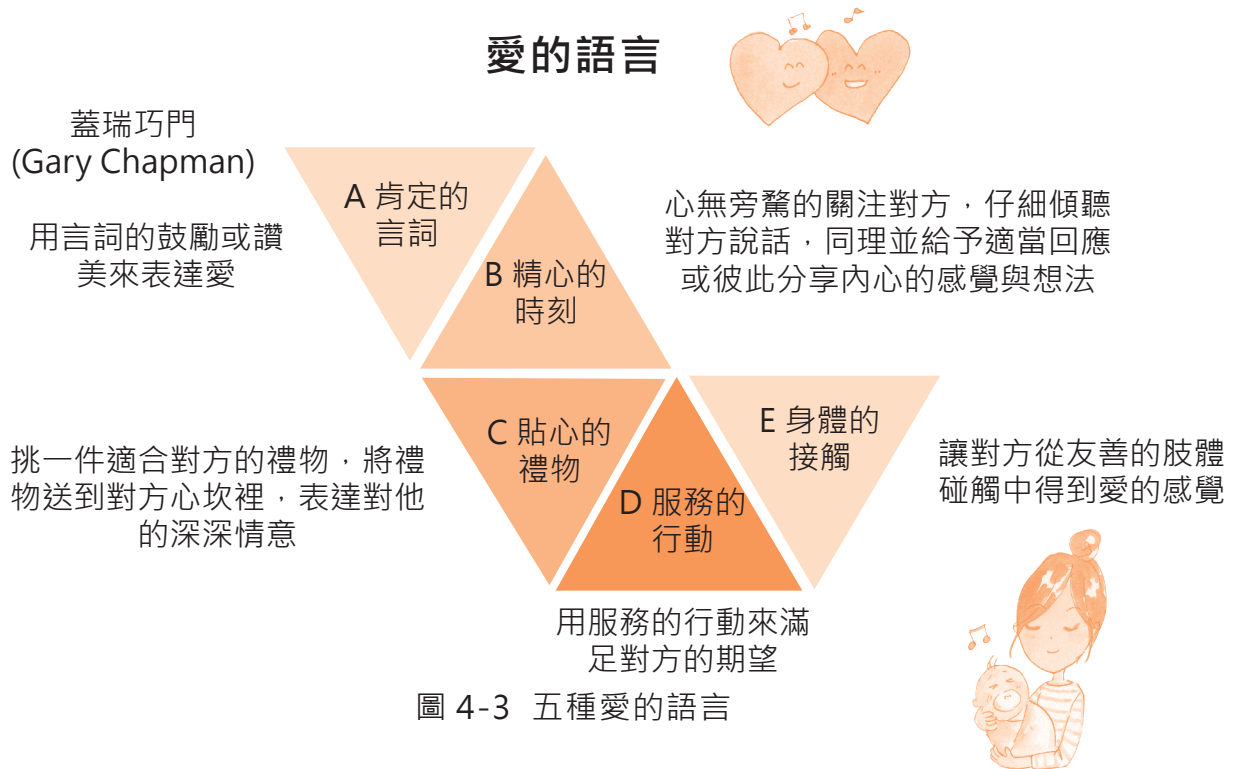 愛的語言
蓋瑞巧門
(Gary Chapman)
A 肯定的
言詞
用言詞的鼓勵或讚
美來表達愛
B 精心的
時刻
心無旁騖的關注對方，仔細傾聽
對方說話，同理並給予適當回應
或彼此分享內心的感覺與想法
C 貼心的
禮物
挑一件適合對方的禮物，將禮
物送到對方心坎裡，表達對他
的深深情意
D 服務的
行動
用服務的行動來滿
足對方的期望
E 身體的
接觸
讓對方從友善的肢體
碰觸中得到愛的感覺
圖 4-3 五種愛的語言